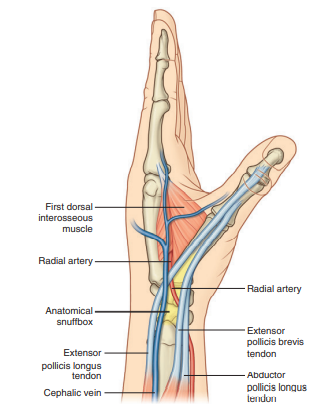 First dorsal
interosseous
muscle
Radial artery
Anatomical
snuffbox
Extensor
pollicis longus
tendon
Cephalic vein
Radial artery
Extensor
pollicis brevis
tendon
Abductor
pollicis longus
tendon